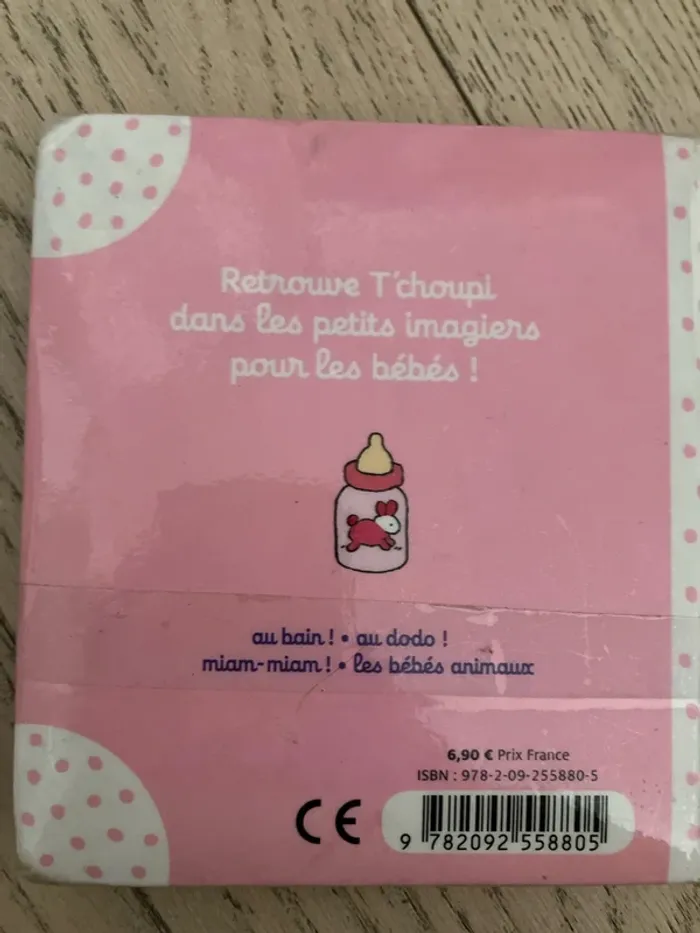 Retrouve T'choupi
dans les petits imagiers
pour les bébés !
au bain ! • au dodo !
miam-miam ! • les bébés animaux
6,90 € Prix France
ISBN : 978-2-09-255880-5
CE
9 782092 558805